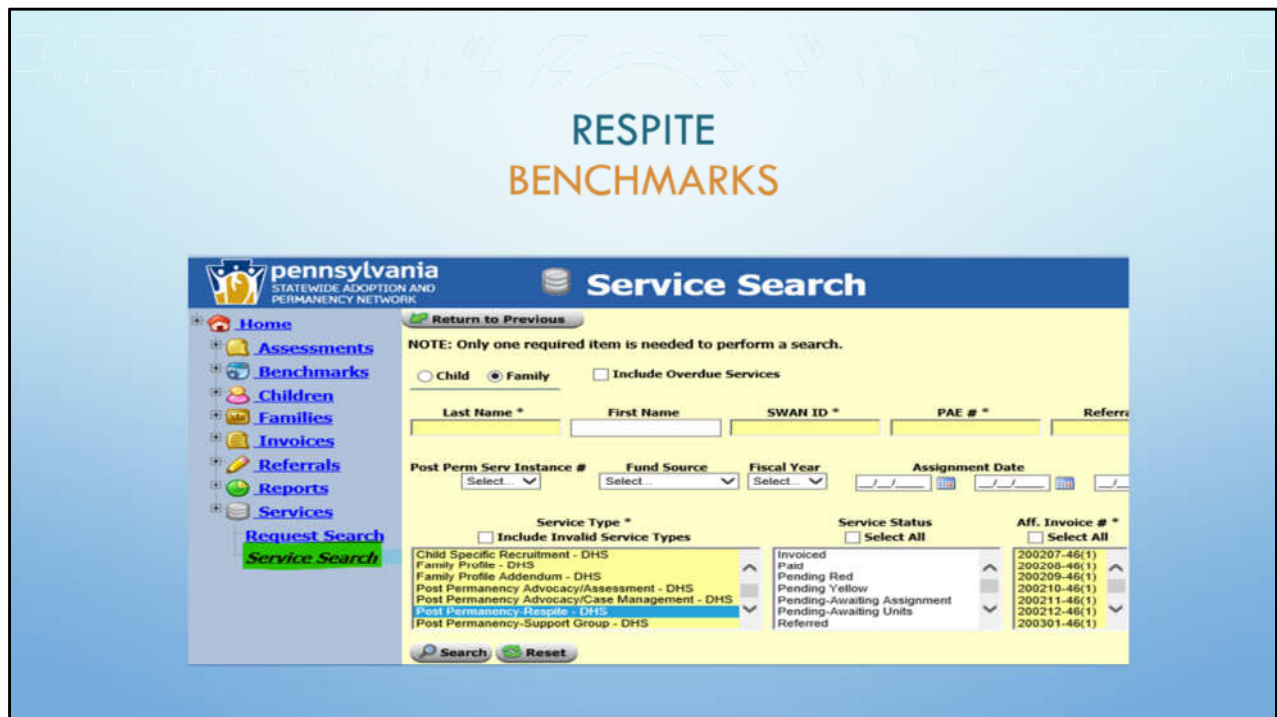 RESPITE
BENCHMARKS
pennsylvania
STATEWIDE ADOPTION AND
PERMANENCY NETWORK
Service Search
Home
Assessments
Benchmarks
Children
Families
Invoices
Referrals
Reports
Services
Request Search
Service Search
Return to Previous
NOTE: Only one required item is needed to perform a search.
Child Family Include Overdue Services
Last Name * First Name SWAN ID * PAE # * Referra
Post Perm Serv Instance # Fund Source Fiscal Year Assignment Date
Select... Select... Select... _/_/____ _/_/____ _/
Service Type * Service Status Aff. Invoice # *
Include Invalid Service Types Select All Select All
Child Specific Recruitment - DHS
Family Profile - DHS
Family Profile Addendum - DHS
Post Permanency Advocacy/Assessment - DHS
Post Permanency Advocacy/Case Management - DHS
Post Permanency-Respite - DHS
Post Permanency-Support Group - DHS
Invoiced
Paid
Pending Red
Pending Yellow
Pending-Awaiting Assignment
Pending-Awaiting Units
Referred
200207-46(1)
200208-46(1)
200209-46(1)
200210-46(1)
200211-46(1)
200212-46(1)
200301-46(1)
Search Reset